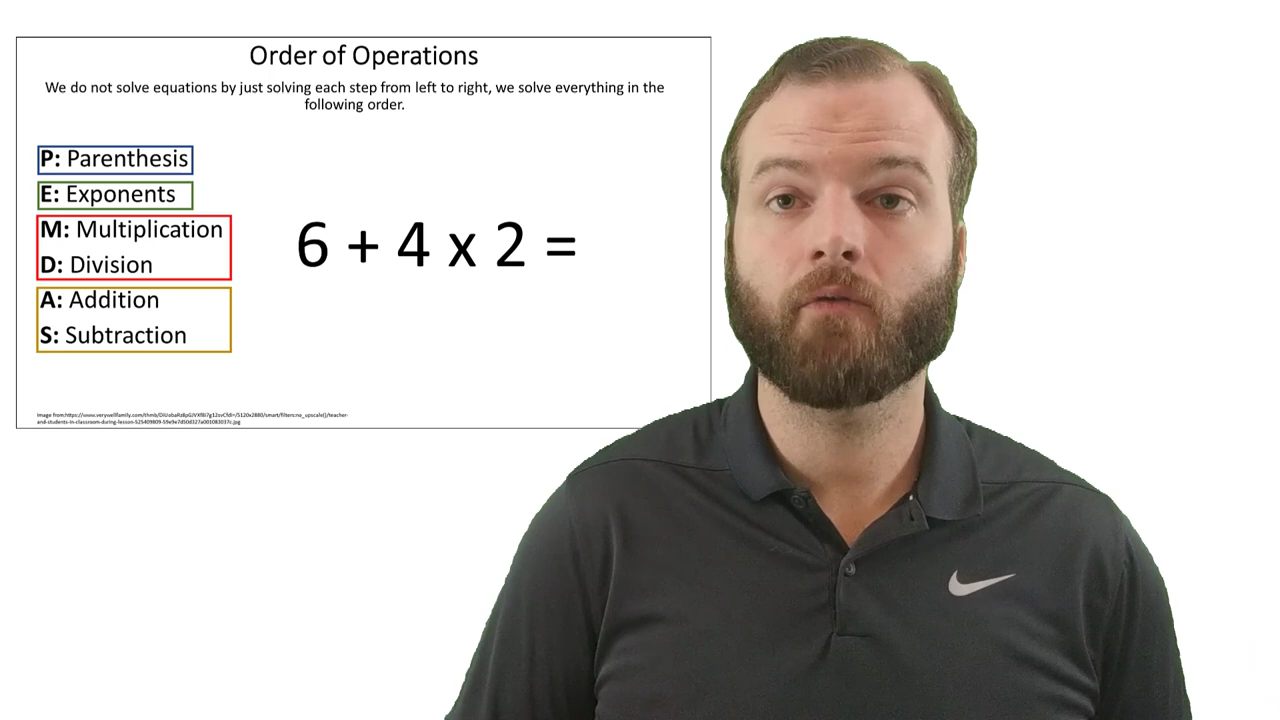 Order of Operations
We do not solve equations by just solving each step from left to right, we solve everything in the
following order.
P: Parenthesis
E: Exponents
M: Multiplication
D: Division
A: Addition
S: Subtraction
6 + 4 x 2 =